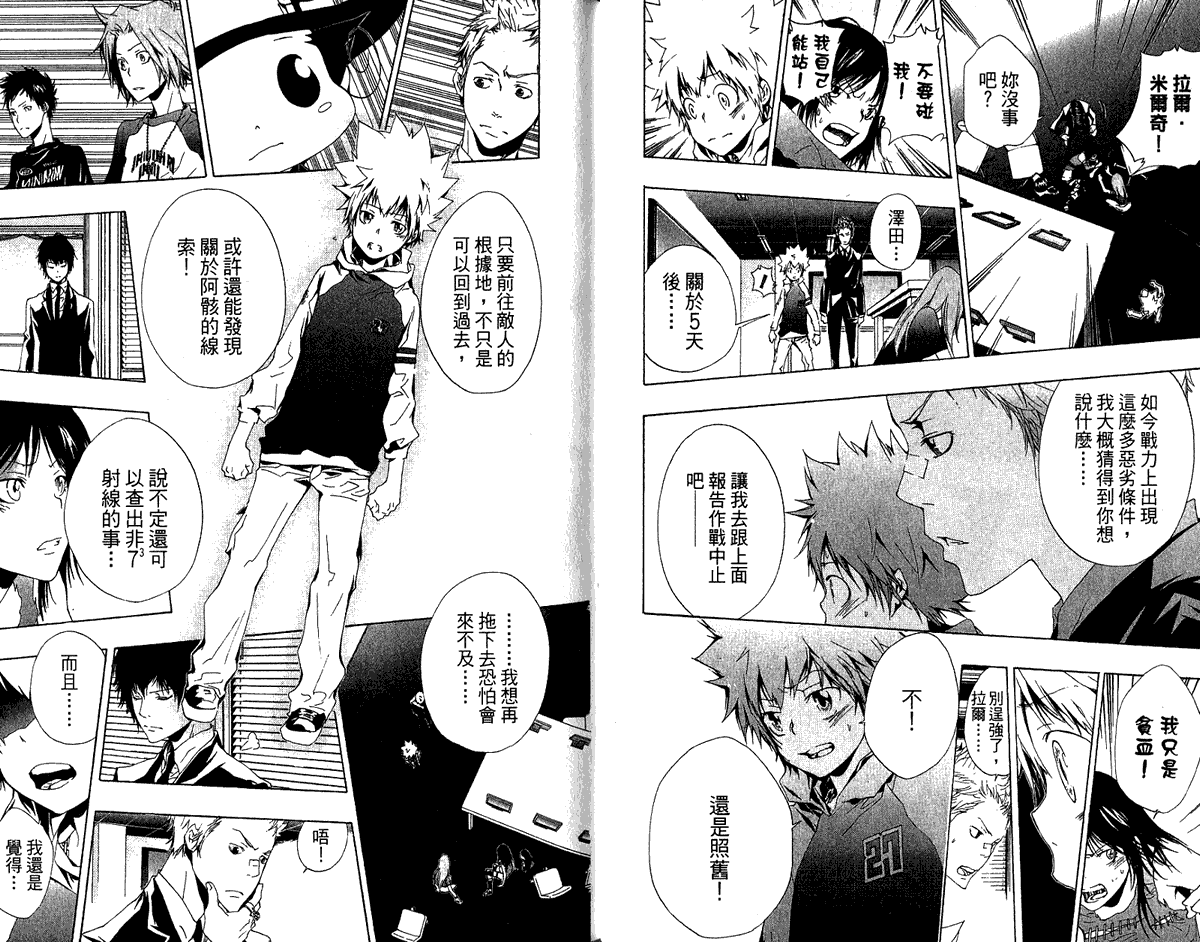 拉爾．
米爾奇！
妳沒事
吧？
不要碰
我！
我自己
能站！
澤田…
關於5天
後……
如今戰力上出現
這麼多惡劣條件，
我大概猜得到你想
說什麼……
讓我去跟上面
報告作戰中止
吧──
我只是
貧血！
別逞強了，
拉爾……
不！
27
還是照舊！
只要前往敵人的
根據地，不只是
可以回到過去，
或許還能發現
關於阿骸的線
索！
說不定還可
以查出非7³
射線的事…
………我想再
拖下去恐怕會
來不及……
而且……
唔！
我還是
覺得…